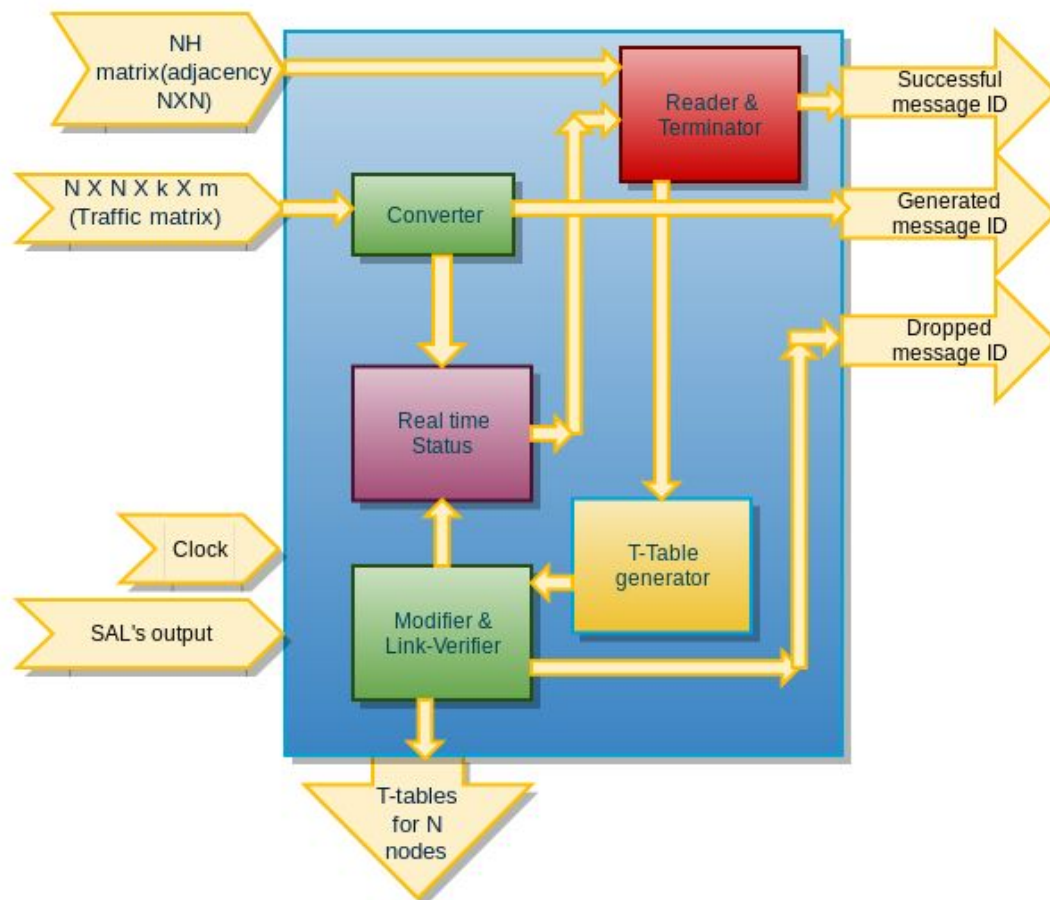 NH
matrix(adjacency
NXN)
Reader &
Terminator
Successful
message ID
N X N X k X m
(Traffic matrix)
Converter
Generated
message ID
Dropped
message ID
Real time
Status
Clock
T-Table
generator
SAL's output
Modifier &
Link-Verifier
T-tables
for N
nodes